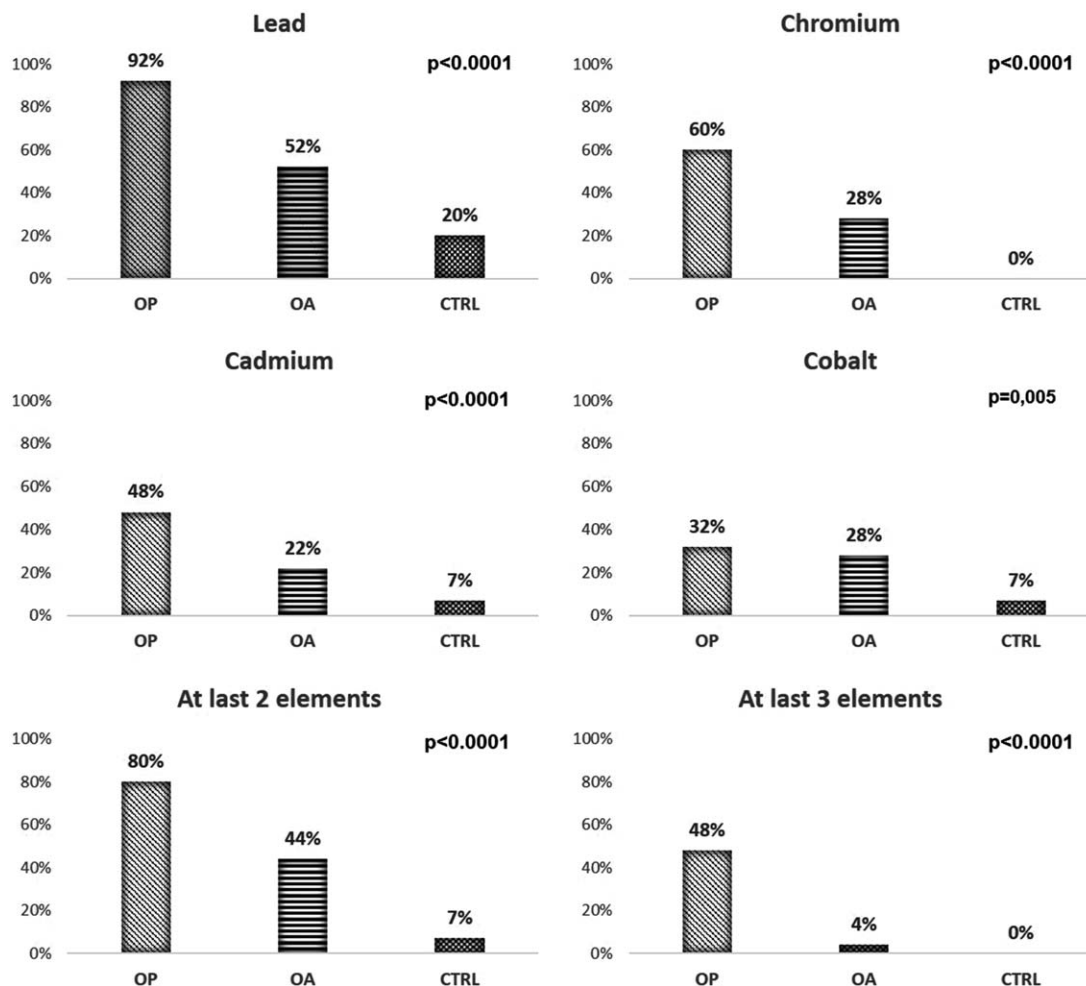 Lead
p<0.0001
100%
80%
60%
40%
20%
0%
92%
52%
20%
OP
OA
CTRL
Chromium
p<0.0001
100%
80%
60%
40%
20%
0%
60%
28%
0%
OP
OA
CTRL
Cadmium
p<0.0001
100%
80%
60%
40%
20%
0%
48%
22%
7%
OP
OA
CTRL
Cobalt
p=0,005
100%
80%
60%
40%
20%
0%
32%
28%
7%
OP
OA
CTRL
At last 2 elements
p<0.0001
100%
80%
60%
40%
20%
0%
80%
44%
7%
OP
OA
CTRL
At last 3 elements
p<0.0001
100%
80%
60%
40%
20%
0%
48%
4%
0%
OP
OA
CTRL